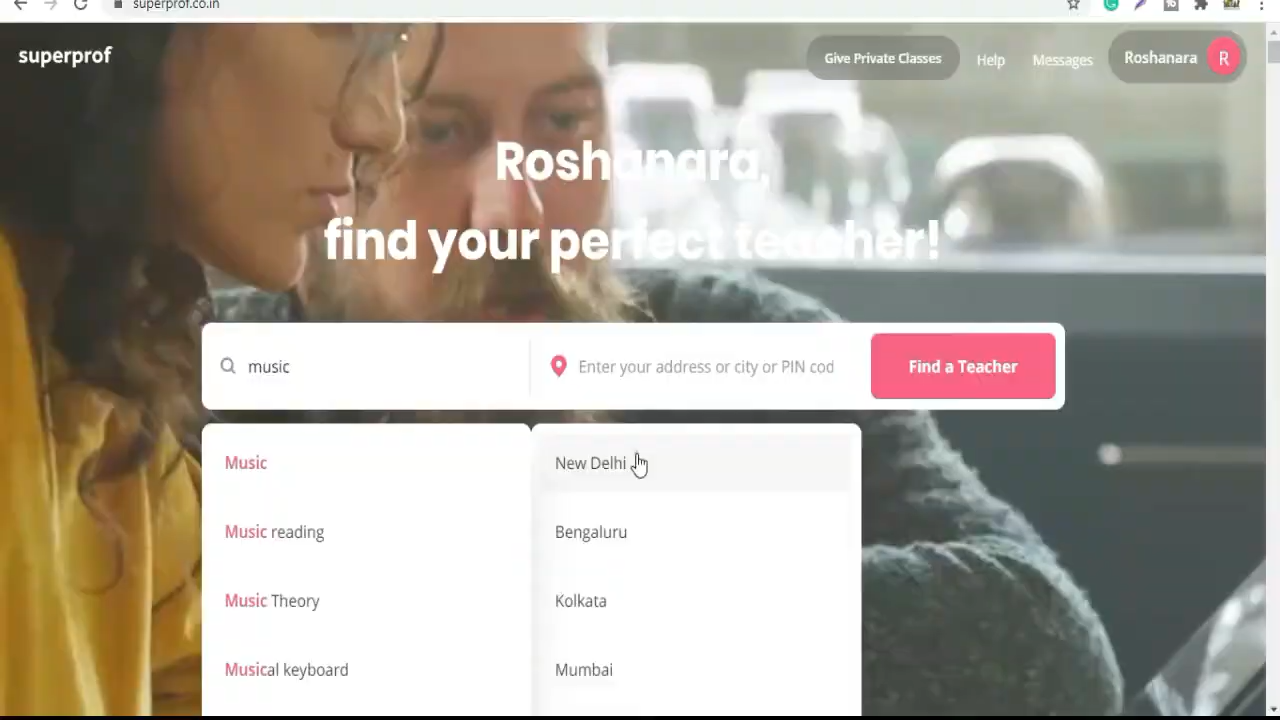 superprof.co.in
superprof
Give Private Classes
Help
Messages
Roshanara
R
Roshanara,
find your perfect teacher!
music
Enter your address or city or PIN cod
Find a Teacher
Music
New Delhi
Music reading
Bengaluru
Music Theory
Kolkata
Musical keyboard
Mumbai